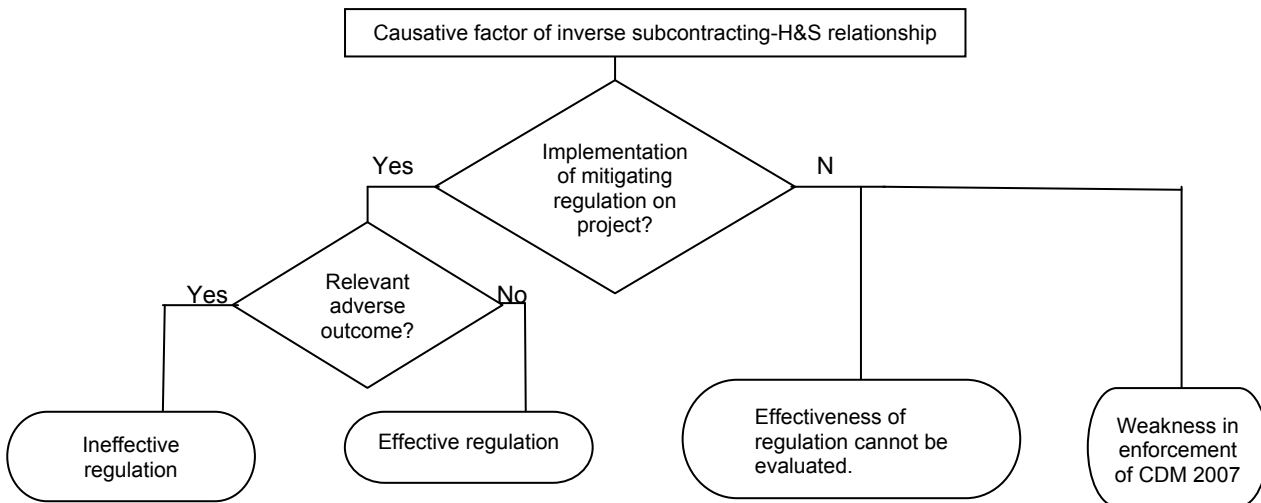 Causative factor of inverse subcontracting-H&S relationship
Yes
Implementation
of mitigating
regulation on
project?
N
Yes
Relevant
adverse
outcome?
No
Ineffective
regulation
Effective regulation
Effectiveness of
regulation cannot be
evaluated.
Weakness in
enforcement
of CDM 2007